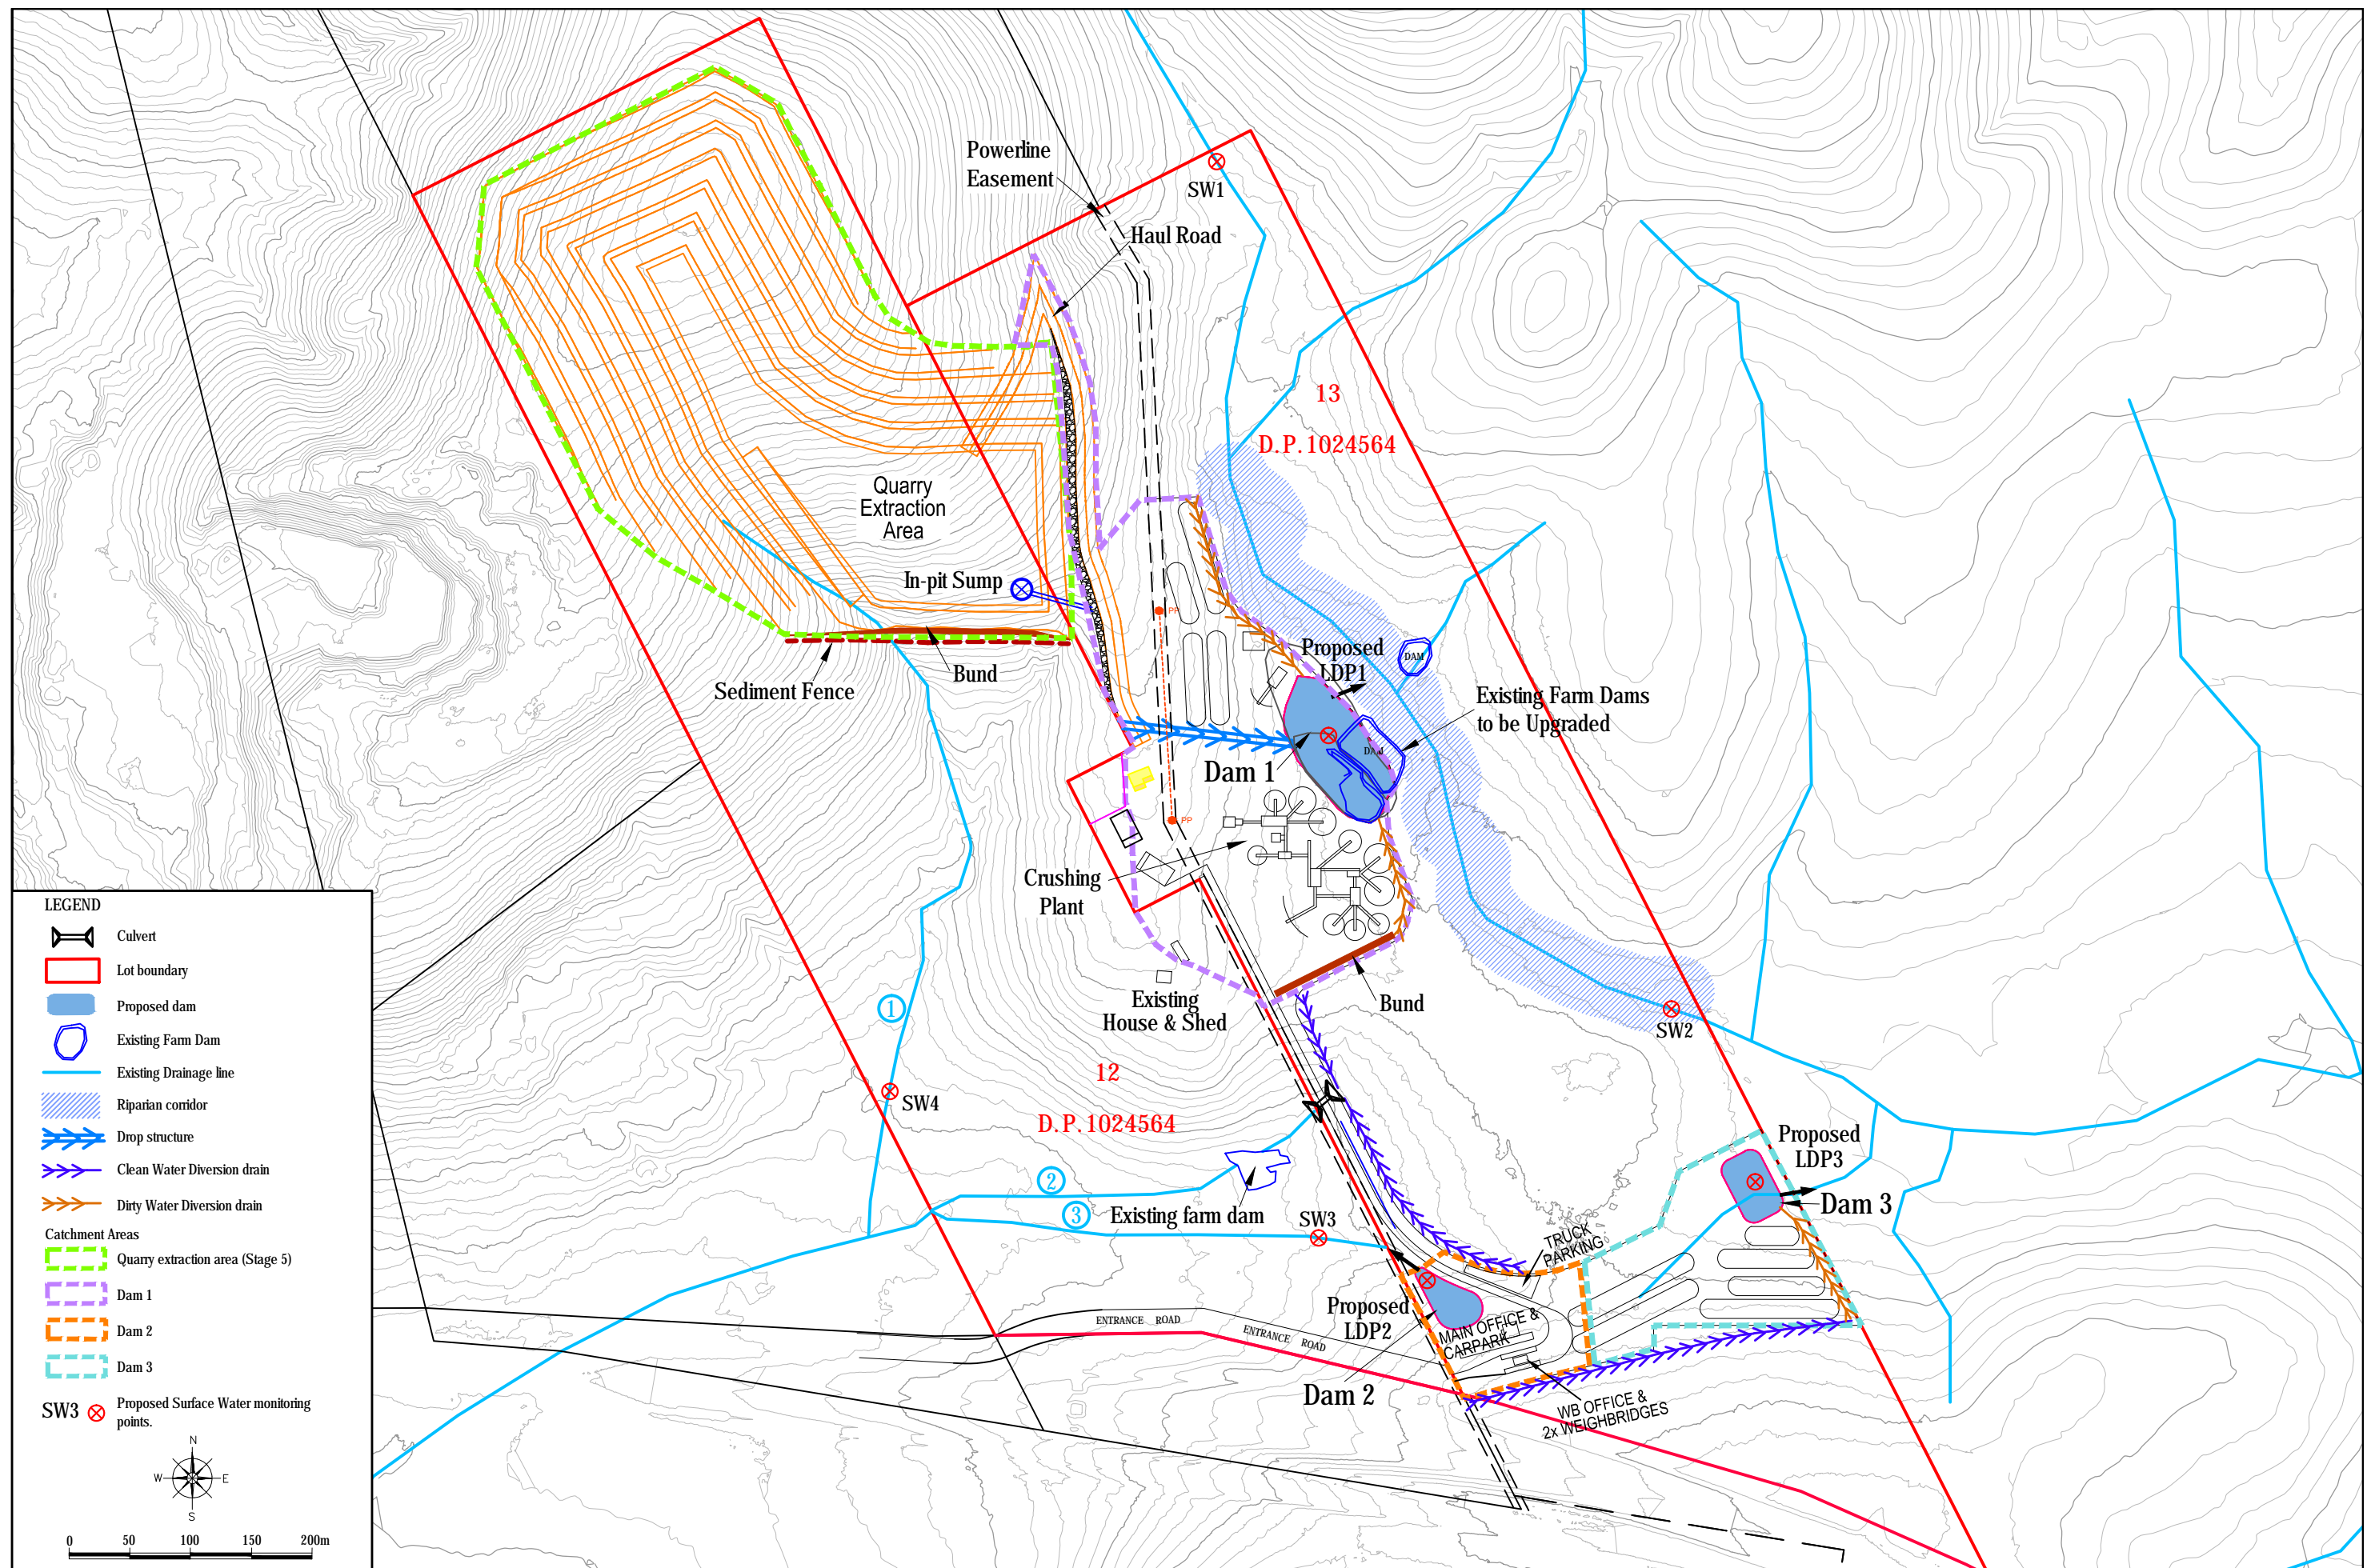 Powerline
Easement
SW1
Haul Road
13
D.P.1024564
Quarry
Extraction
Area
In-pit Sump
PP
Bund
Sediment Fence
Proposed
LDP1
DAM
Existing Farm Dams
to be Upgraded
DAM
Dam 1
PP
Crushing
Plant
Existing
House & Shed
Bund
SW2
1
SW4
12
D.P.1024564
2
3
Existing farm dam
SW3
Proposed
LDP3
Dam 3
TRUCK
PARKING
Proposed
LDP2
MAIN OFFICE &
CARPARK
ENTRANCE ROAD
ENTRANCE ROAD
Dam 2
WB OFFICE &
2x WEIGHBRIDGES
LEGEND
Culvert
Lot boundary
Proposed dam
Existing Farm Dam
Existing Drainage line
Riparian corridor
Drop structure
Clean Water Diversion drain
Dirty Water Diversion drain
Catchment Areas
Quarry extraction area (Stage 5)
Dam 1
Dam 2
Dam 3
SW3 Proposed Surface Water monitoring
points.
N
W E
S
0 50 100 150 200m